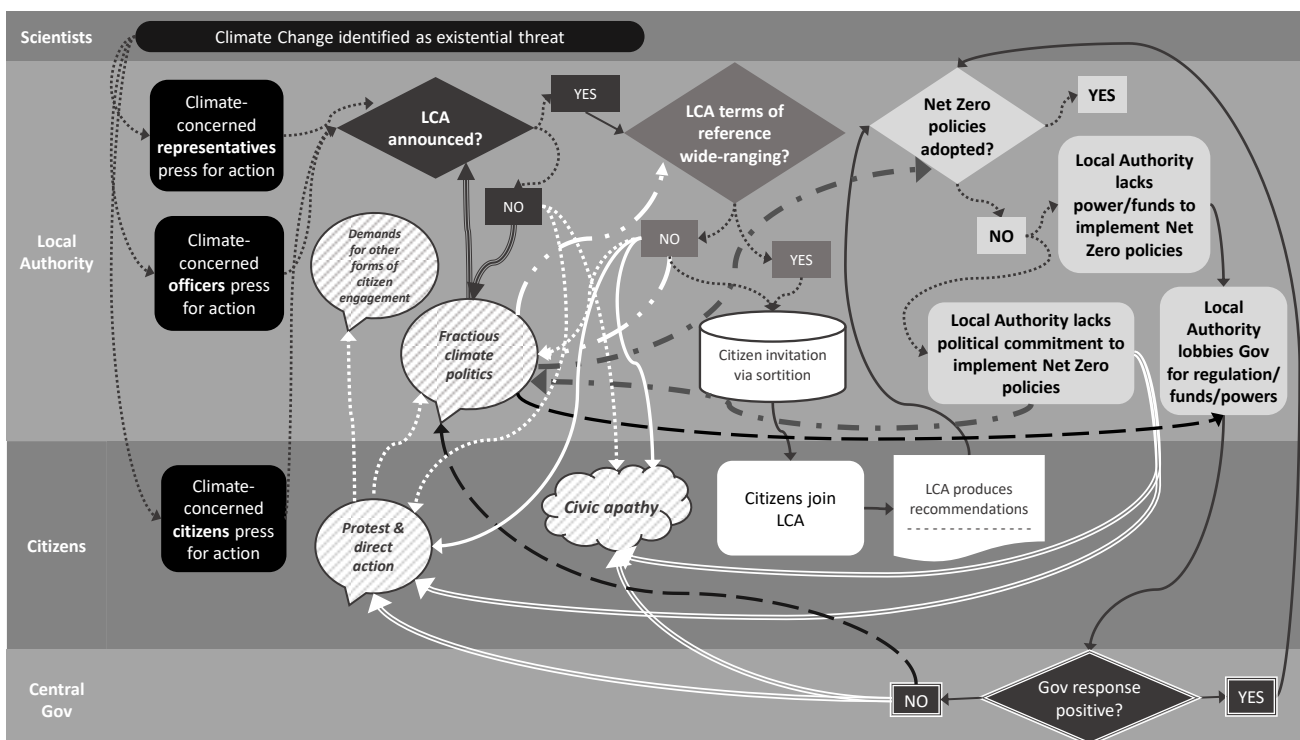 Scientists
Climate Change identified as existential threat
Local
Authority
Climate-
concerned
representatives
press for action
LCA
announced?
YES
NO
LCA terms of
reference
wide-ranging?
NO
YES
Net Zero
policies
adopted?
YES
NO
Local Authority
lacks
power/funds to
implement Net
Zero policies
Climate-
concerned
officers press
for action
Demands
for other
forms of
citizen
engagement
Fractious
climate
politics
Citizen invitation
via sortition
Local Authority lacks
political commitment to
implement Net Zero
policies
Local
Authority
lobbies Gov
for regulation/
funds/powers
Citizens
Climate-
concerned
citizens press
for action
Protest &
direct
action
Civic apathy
Citizens join
LCA
LCA produces
recommendations
Central
Gov
NO
Gov response
positive?
YES